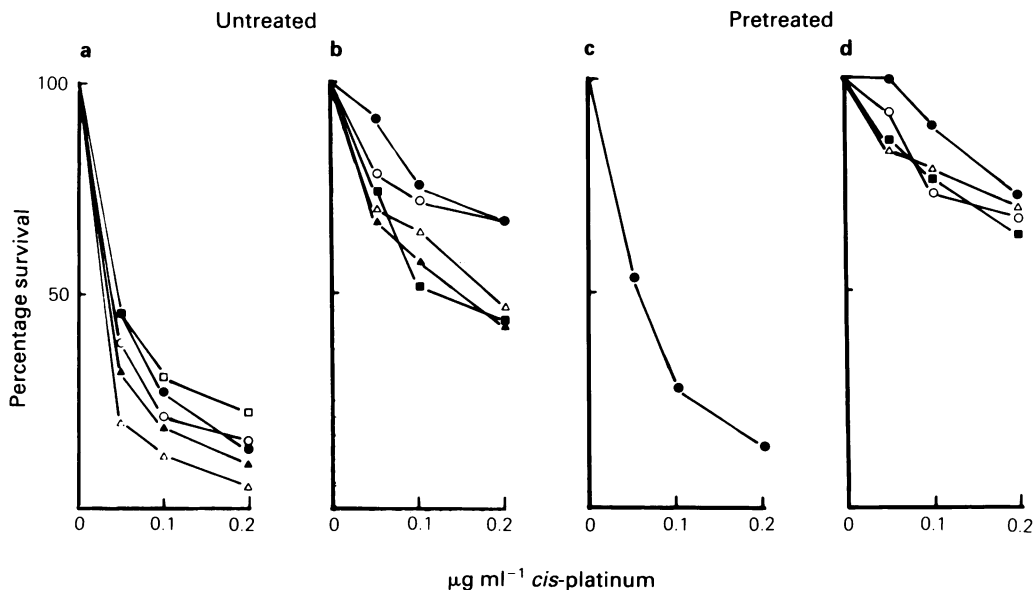 Untreated Pretreated
a b c d
100
50
Percentage survival
0 0.1 0.2 0 0.1 0.2 0 0.1 0.2 0 0.1 0.2
μg ml⁻¹ cis-platinum